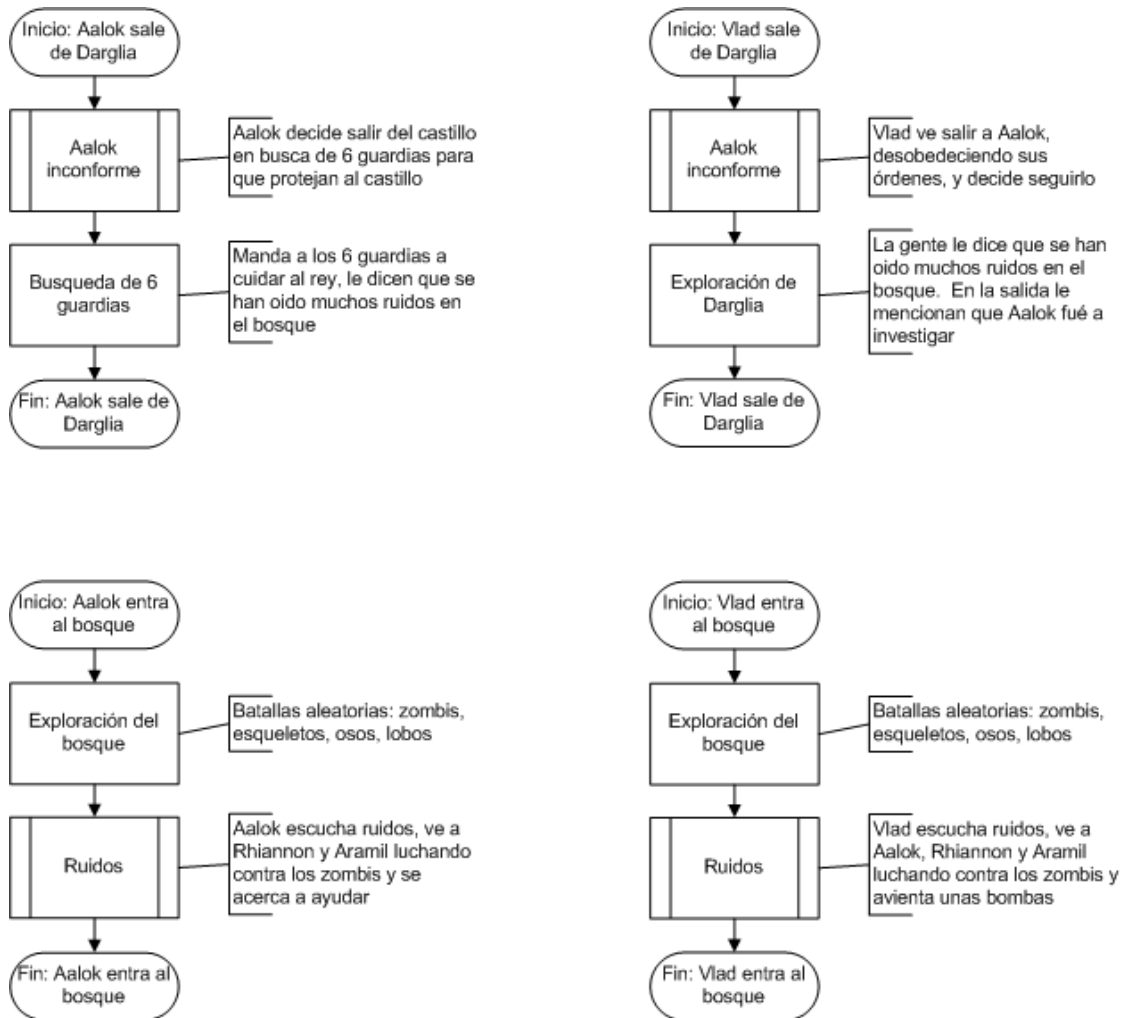 Inicio: Aalok sale
de Darglia
Aalok
inconforme
Aalok decide salir del castillo
en busca de 6 guardias para
que protejan al castillo
Busqueda de 6
guardias
Manda a los 6 guardias a
cuidar al rey, le dicen que se
han oido muchos ruidos en
el bosque
Fin: Aalok sale de
Darglia
Inicio: Vlad sale
de Darglia
Aalok
inconforme
Vlad ve salir a Aalok,
desobedeciendo sus
órdenes, y decide seguirlo
Exploración de
Darglia
La gente le dice que se han
oido muchos ruidos en el
bosque. En la salida le
mencionan que Aalok fué a
investigar
Fin: Vlad sale de
Darglia
Inicio: Aalok entra
al bosque
Exploración del
bosque
Batallas aleatorias: zombis,
esqueletos, osos, lobos
Ruidos
Aalok escucha ruidos, ve a
Rhiannon y Aramil luchando
contra los zombis y se
acerca a ayudar
Fin: Aalok entra al
bosque
Inicio: Vlad entra
al bosque
Exploración del
bosque
Batallas aleatorias: zombis,
esqueletos, osos, lobos
Ruidos
Vlad escucha ruidos, ve a
Aalok, Rhiannon y Aramil
luchando contra los zombis y
avienta unas bombas
Fin: Vlad entra al
bosque